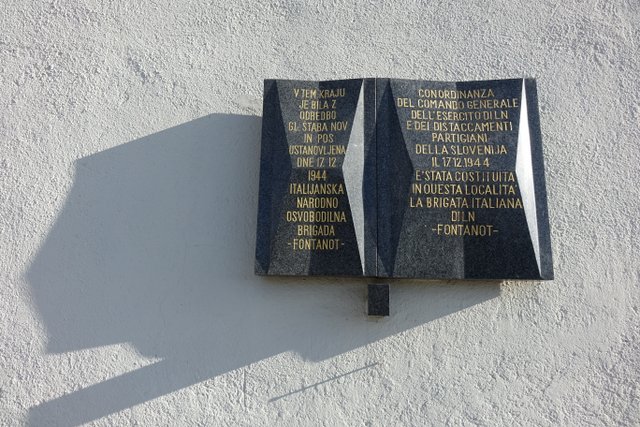 V TEM KRAJU
JE BILA Z
ODREDBO
GL. ŠTABA NOV
IN POS
USTANOVLJENA
DNE 17. 12.
1944
ITALIJANSKA
NARODNO
OSVOBODILNA
BRIGADA
-FONTANOT-
CON ORDINANZA
DEL COMANDO GENERALE
DELL'ESERCITO DI LN
E DEI DISTACCAMENTI
PARTIGIANI
DELLA SLOVENIJA
IL 17.12.1944
E'STATA COSTITUITA
IN QUESTA LOCALITA'
LA BRIGATA ITALIANA
DI LN
-FONTANOT-